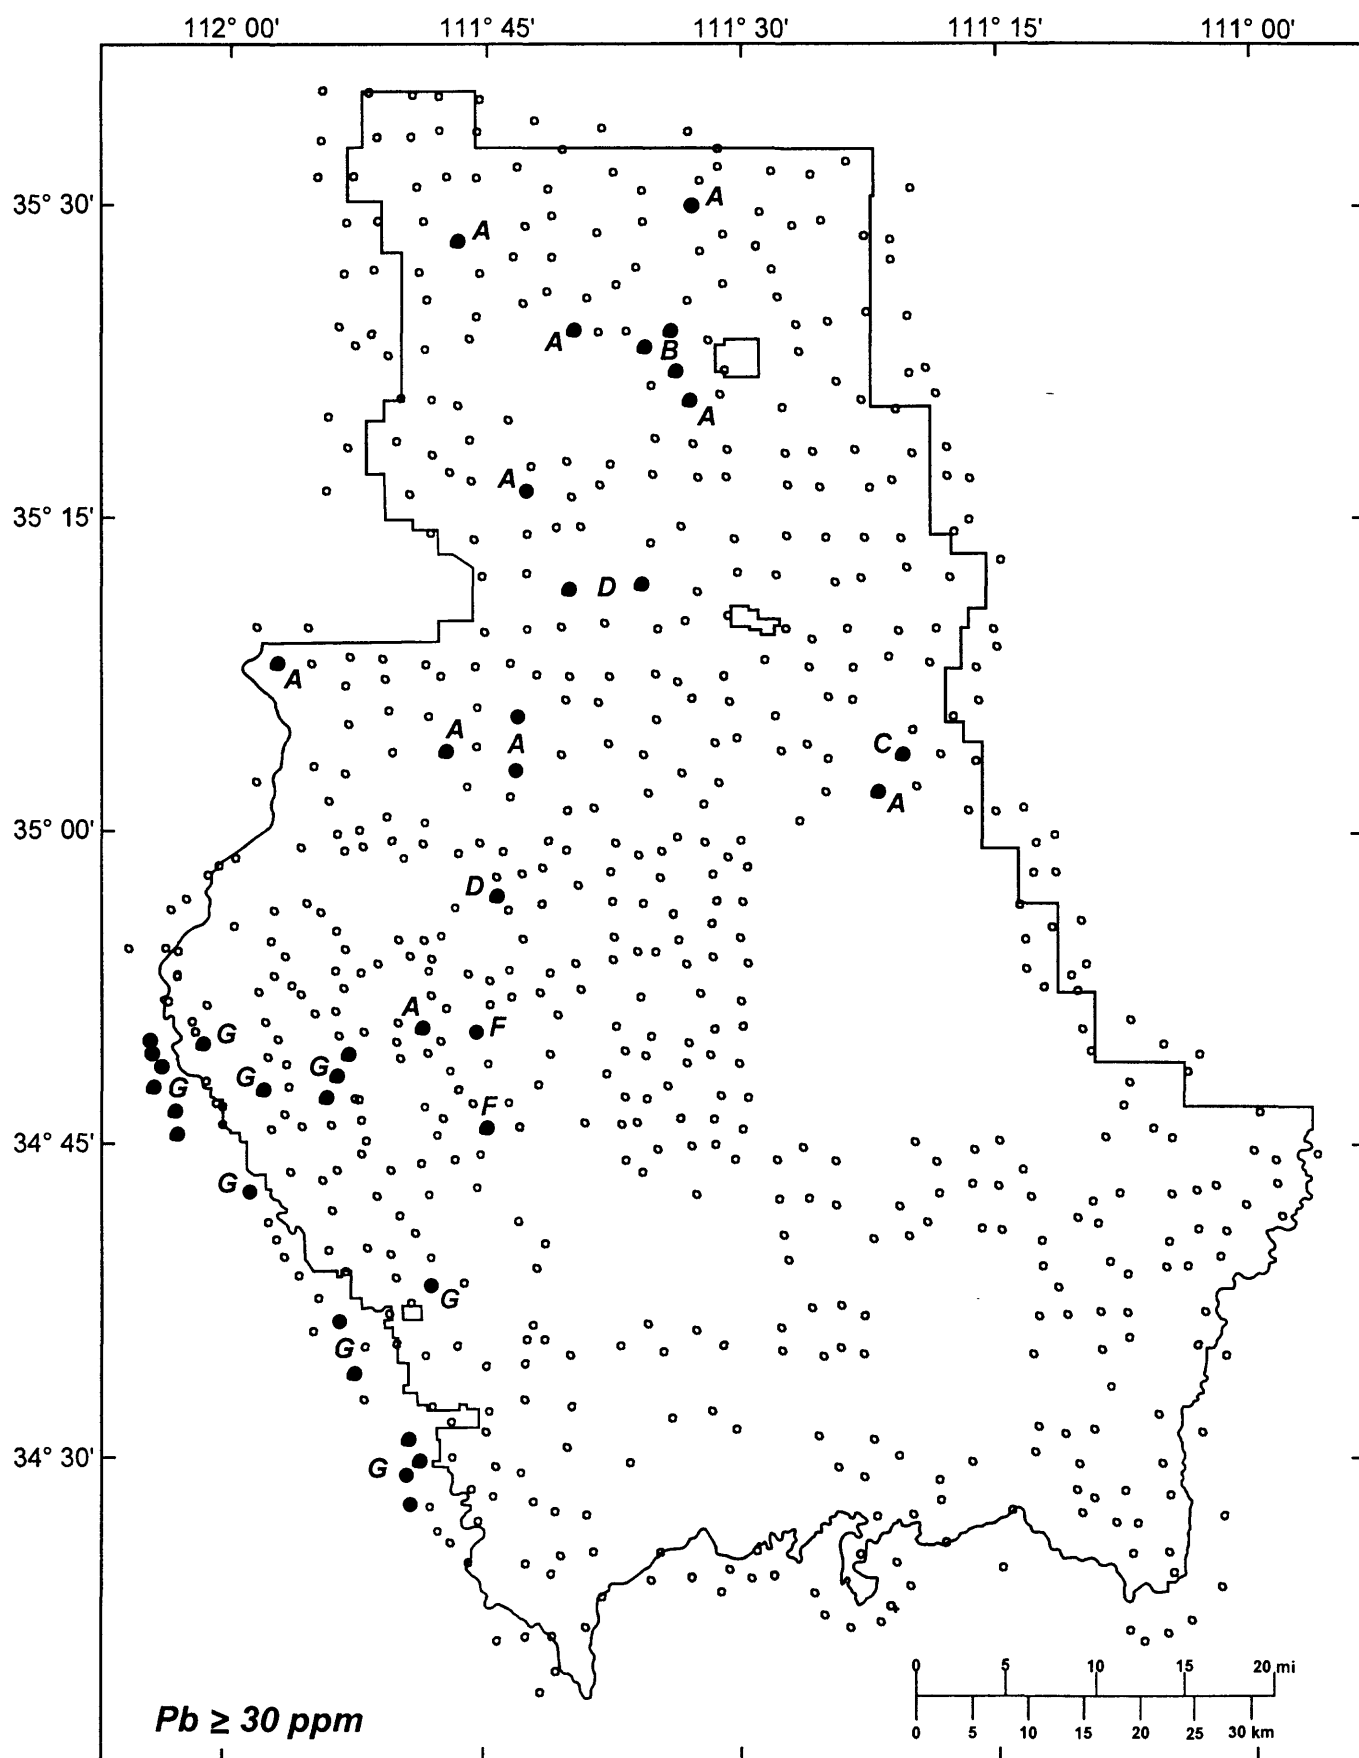 112° 00' 111° 45' 111° 30' 111° 15' 111° 00'
35° 30'
A
A
A
B
A
A
35° 15'
D
A
A
A
C
A
35° 00'
D
A
F
G
G
G
G
F
34° 45'
G
G
G
34° 30'
G
0 5 10 15 20 mi
0 5 10 15 20 25 30 km
Pb ≥ 30 ppm